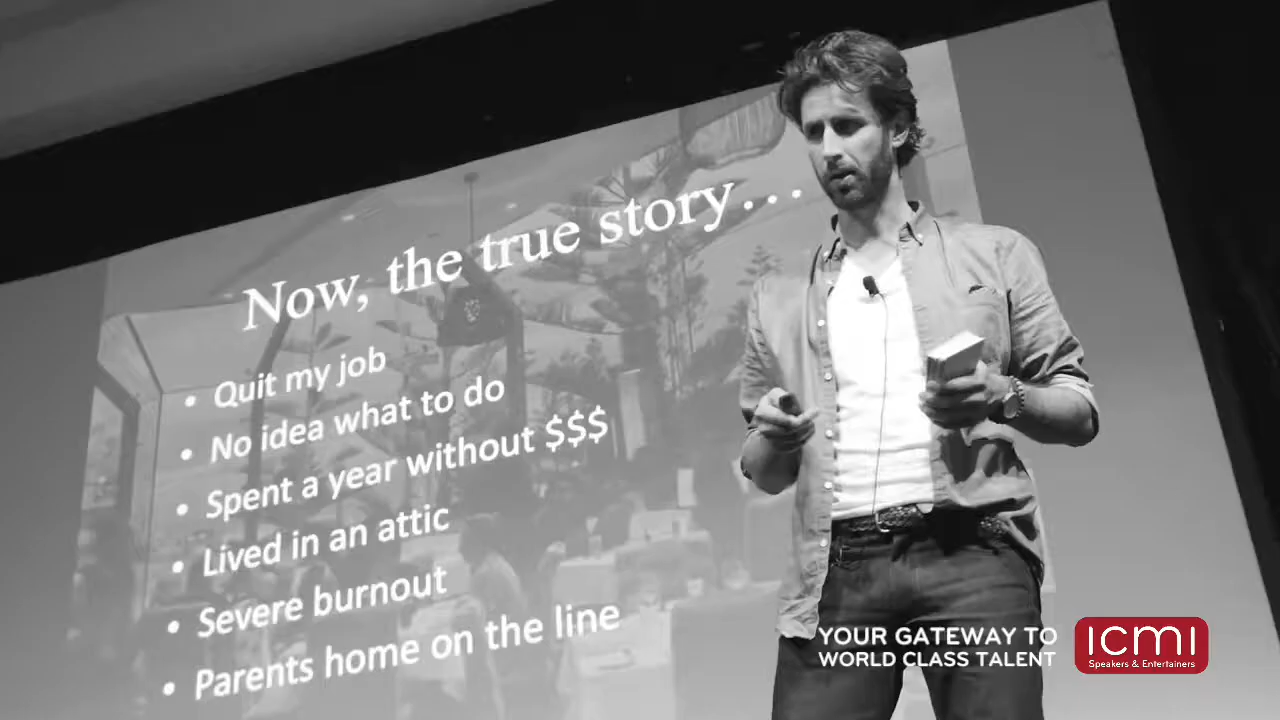 Now, the true story...
• Quit my job
• No idea what to do
• Spent a year without $$$
• Lived in an attic
• Severe burnout
• Parents home on the line
YOUR GATEWAY TO
WORLD CLASS TALENT
ICMI
Speakers & Entertainers